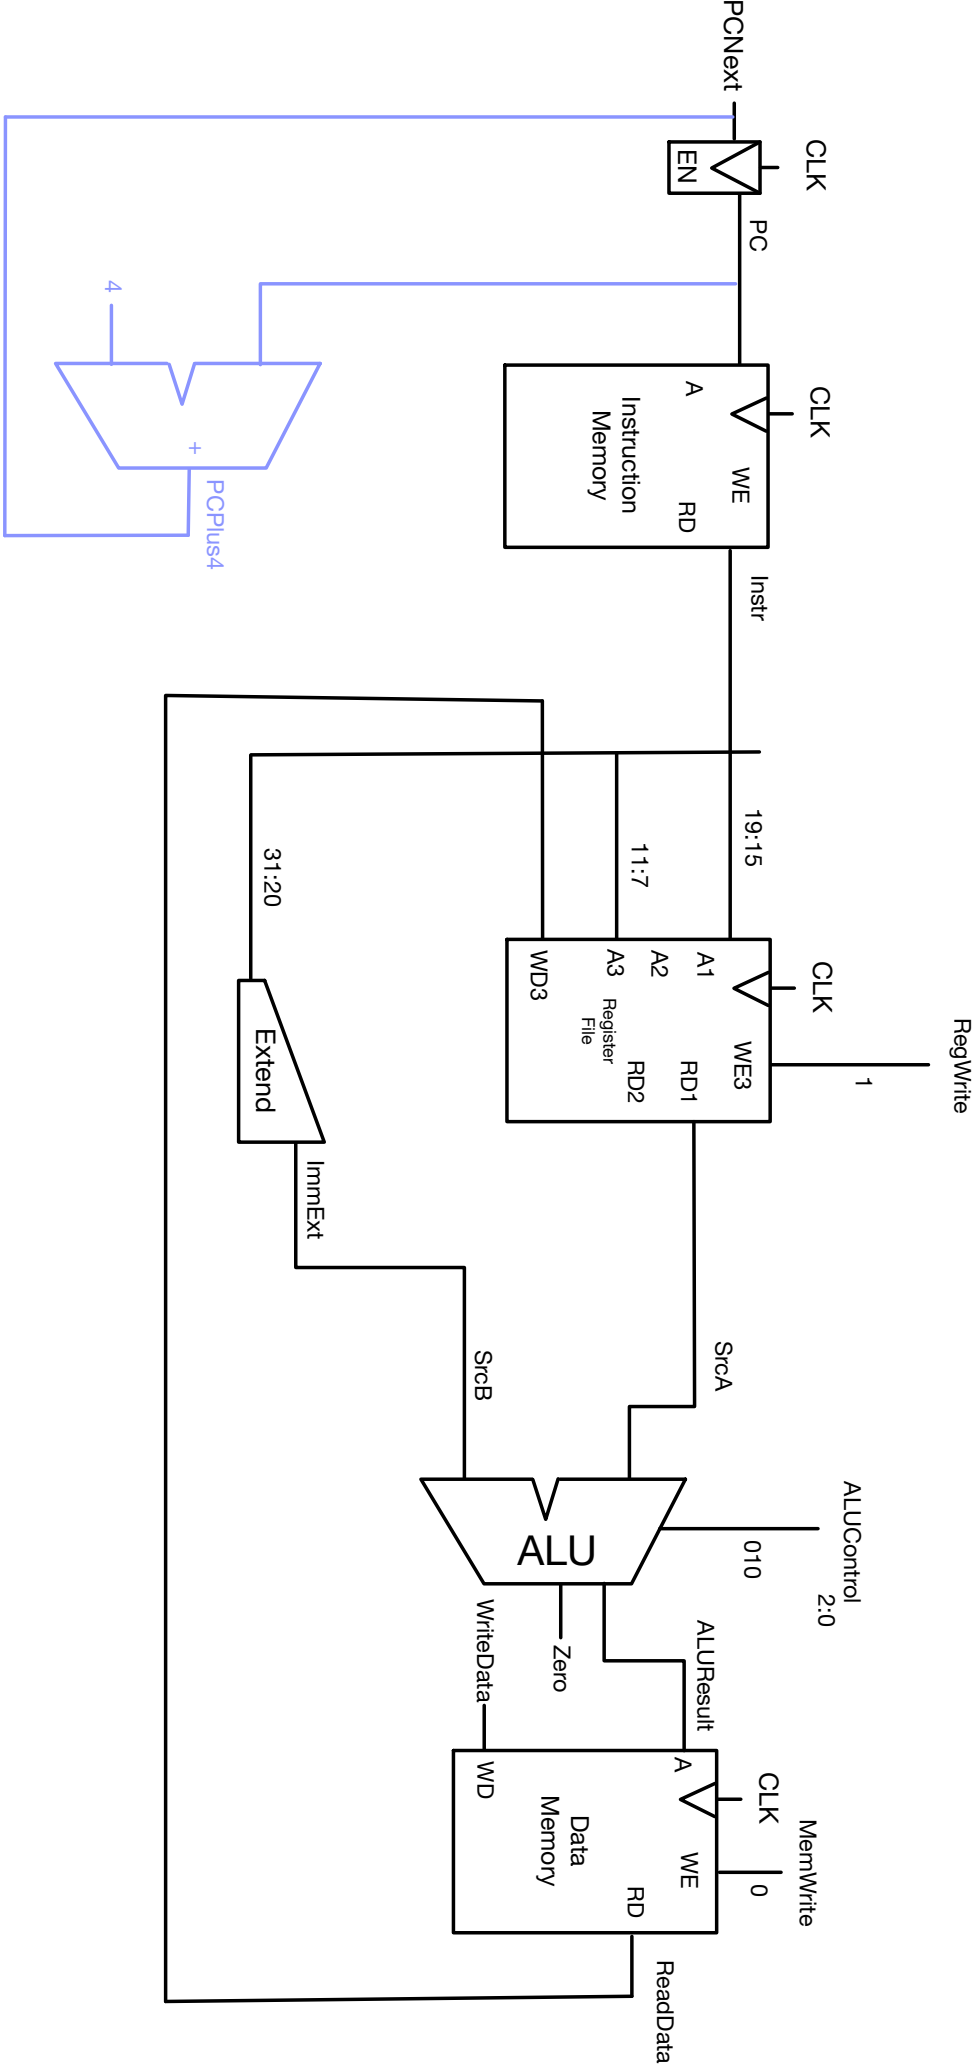 PCNext
CLK
EN
PC
4
+
PCPlus4
CLK
A
WE
Instruction
Memory
RD
Instr
19:15
11:7
31:20
CLK
RegWrite
1
A1
WE3
A2
A3
RD1
Register
File
RD2
WD3
Extend
ImmExt
SrcA
SrcB
ALUControl
2:0
010
ALU
Zero
ALUResult
WriteData
CLK
MemWrite
0
A
WE
Data
Memory
WD
RD
ReadData